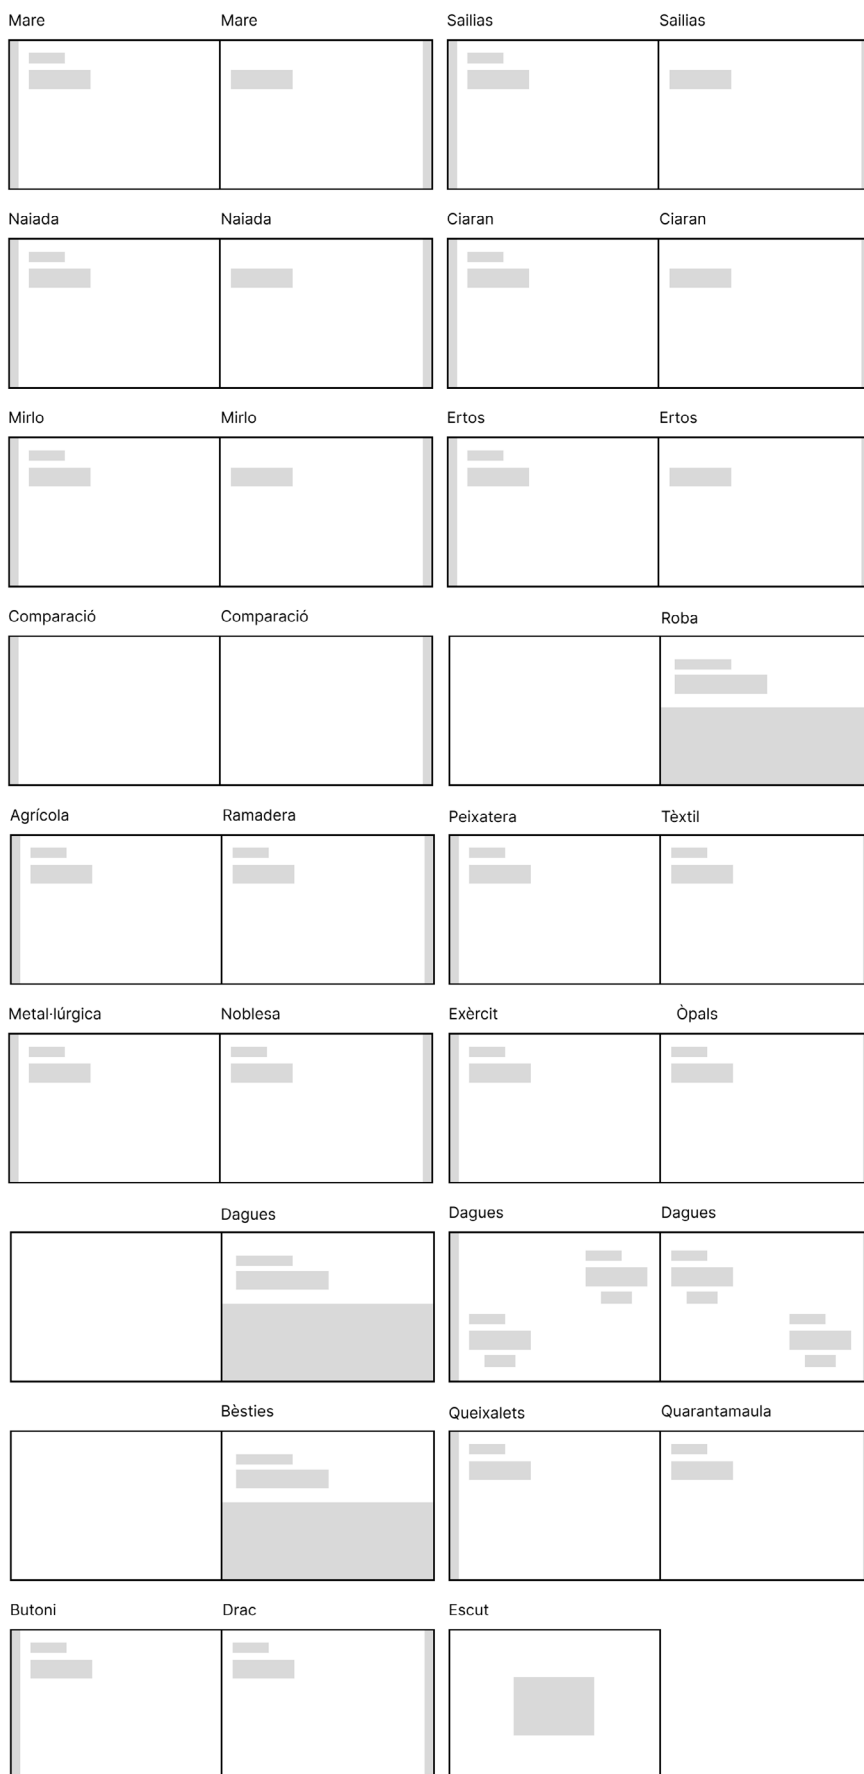 Mare Mare Sailias Sailias
Naiada Naiada Ciaran Ciaran
Mirlo Mirlo Ertos Ertos
Comparació Comparació Roba
Agrícola Ramadera Peixatera Tèxtil
Metal·lúrgica Noblesa Exèrcit Òpals
Dagues Dagues Dagues
Bèsties Queixalets Quarantamaula
Butoni Drac Escut